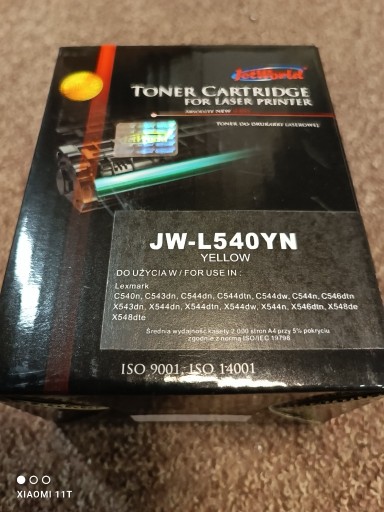 JetWorld
TONER CARTRIDGE
FOR LASER PRINTER
ABSOLUTE NEW
TONER DO DRUKARKI LASEROWEJ
JW-L540YN
YELLOW
DO UŻYCIA W / FOR USE IN :
Lexmark
C540n, C543dn, C544dn, C544dtn, C544dw, C544n, C546dtn
X543dn, X544dn, X544dtn, X544dw, X544n, X546dtn, X548de
X548dte
Średnia wydajność kasety 2 000 stron A4 przy 5% pokryciu
zgodnie z normą ISO/IEC 19798
ISO 9001, ISO 14001
XIAOMI 11T